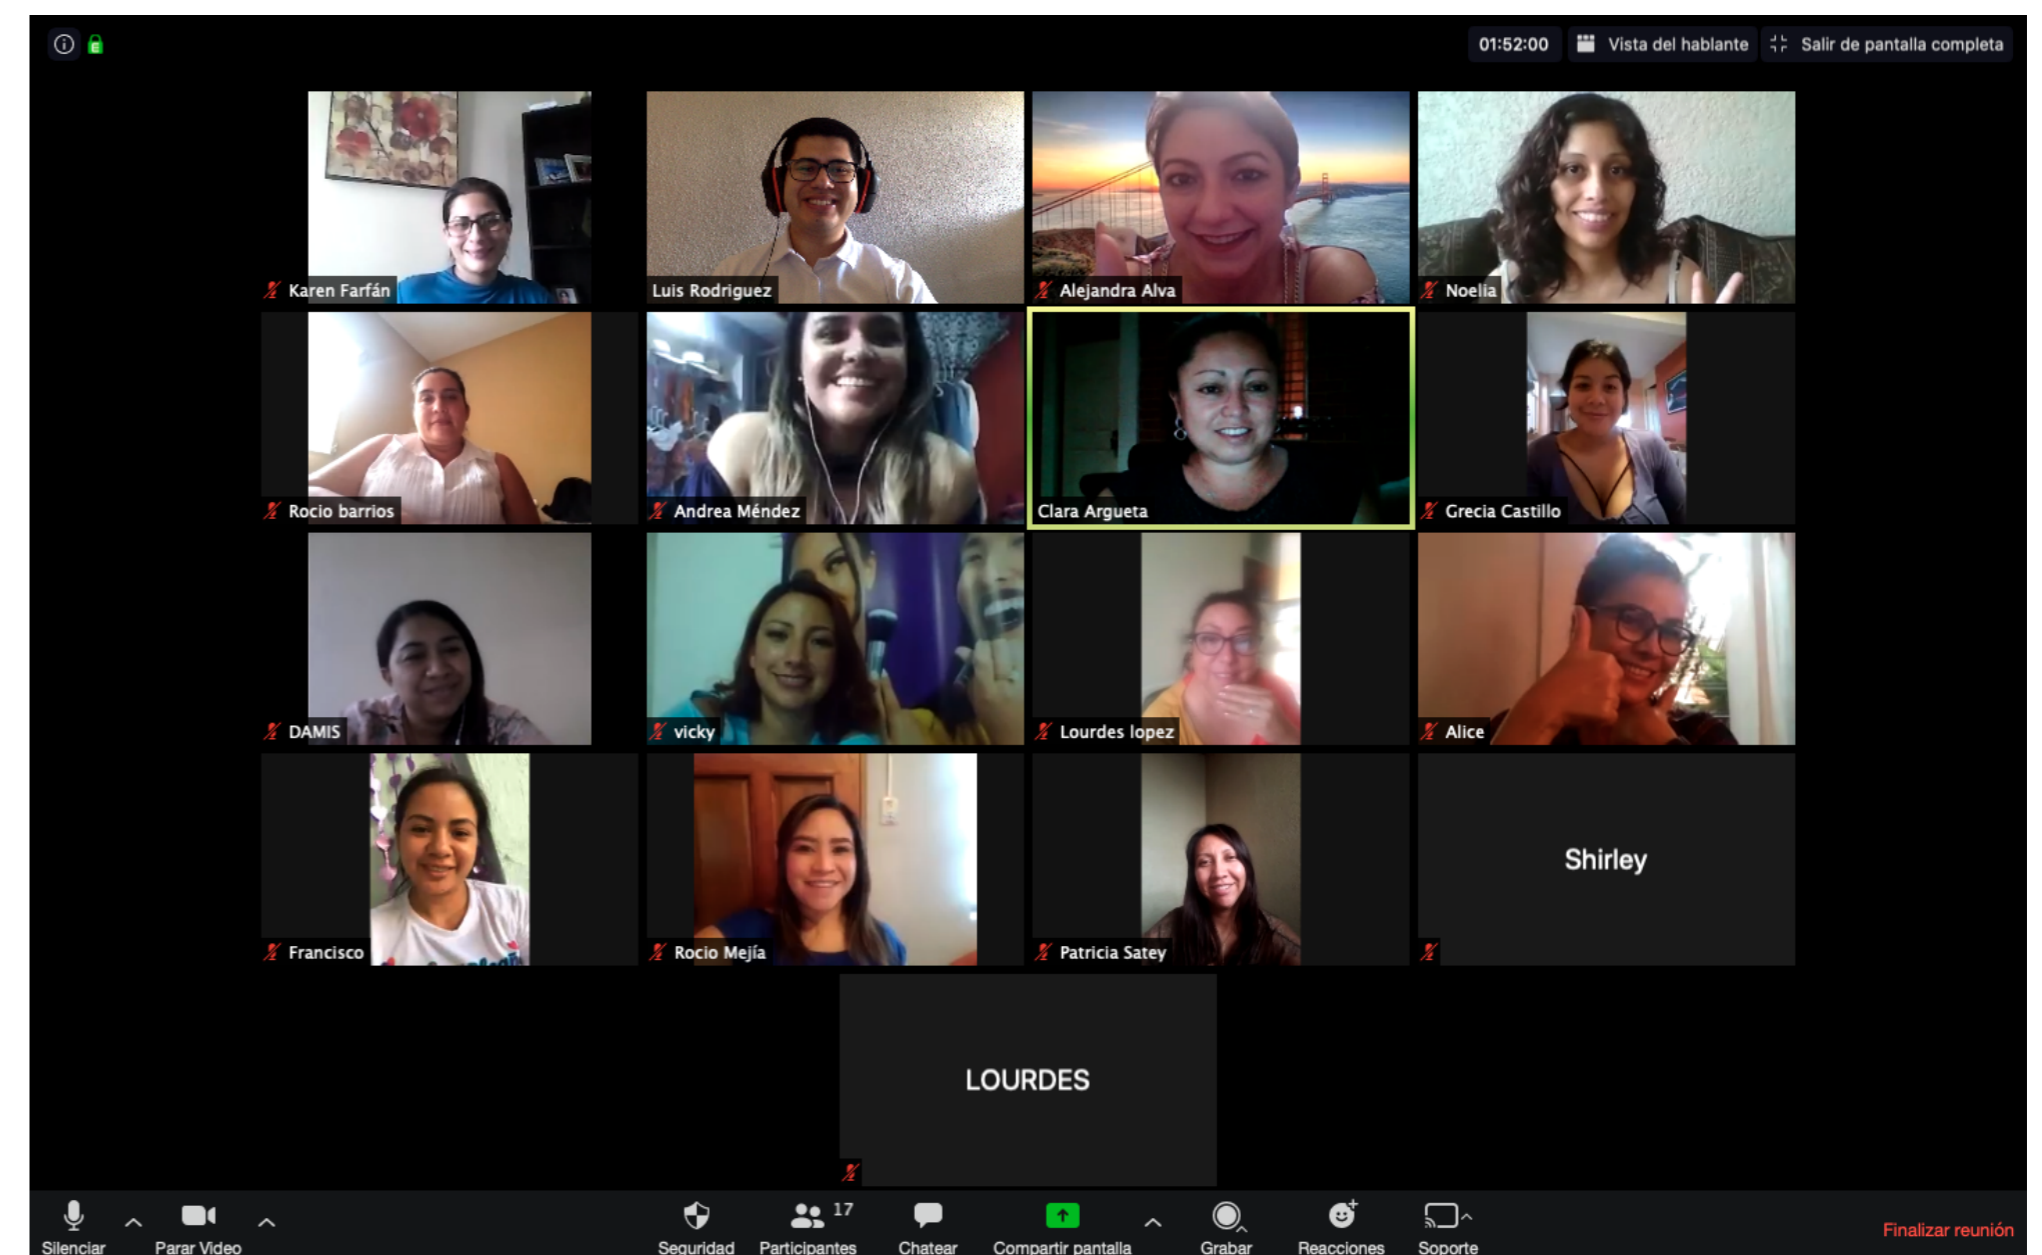 01:52:00 Vista del hablante Salir de pantalla completa
Karen Farfán
Luis Rodriguez
Alejandra Alva
Noelia
Rocio barrios
Andrea Méndez
Clara Argueta
Grecia Castillo
DAMIS
vicky
Lourdes lopez
Alice
Francisco
Rocio Mejía
Patricia Satey
Shirley
LOURDES
17
Silenciar Parar Video Seguridad Participantes Chatear Compartir pantalla Grabar Reacciones Soporte Finalizar reunión